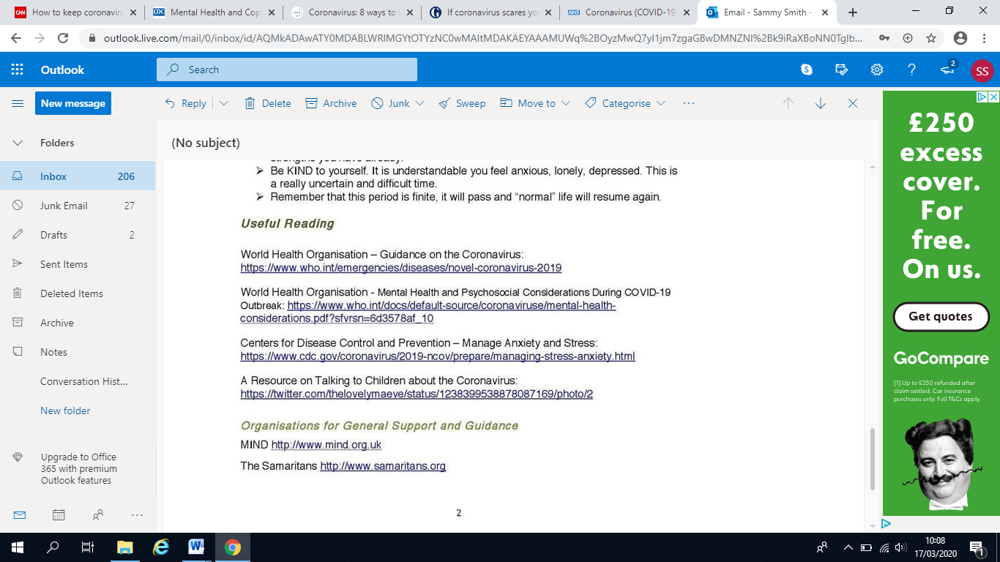 How to keep coronavir
Mental Health and Cop
Coronavirus: 8 ways to
If coronavirus scares yo
Coronavirus (COVID-19)
Email - Sammy Smith -
CNN
CDC
NHS
Outlook
Search
2
SS
New message
Reply
Delete
Archive
Junk
Sweep
Move to
Categorise
Folders
Inbox 206
Junk Email 27
Drafts 2
Sent Items
Deleted Items
Archive
Notes
Conversation Hist...
New folder
Upgrade to Office
365 with premium
Outlook features
(No subject)
strengths you have already.
Be KIND to yourself. It is understandable you feel anxious, lonely, depressed. This is
a really uncertain and difficult time.
Remember that this period is finite, it will pass and “normal” life will resume again.
Useful Reading
World Health Organisation – Guidance on the Coronavirus:
https://www.who.int/emergencies/diseases/novel-coronavirus-2019
World Health Organisation - Mental Health and Psychosocial Considerations During COVID-19
Outbreak: https://www.who.int/docs/default-source/coronaviruse/mental-health-
considerations.pdf?sfvrsn=6d3578af_10
Centers for Disease Control and Prevention – Manage Anxiety and Stress:
https://www.cdc.gov/coronavirus/2019-ncov/prepare/managing-stress-anxiety.html
A Resource on Talking to Children about the Coronavirus:
https://twitter.com/thelovelymaeve/status/1238399538878087169/photo/2
Organisations for General Support and Guidance
MIND http://www.mind.org.uk
The Samaritans http://www.samaritans.org
2
£250
excess
cover.
For
free.
On us.
Get quotes
GoCompare
[1] Up to £250 refunded after
claim settled. Car insurance
purchases only. Full T&Cs apply.
10:08
17/03/2020
1